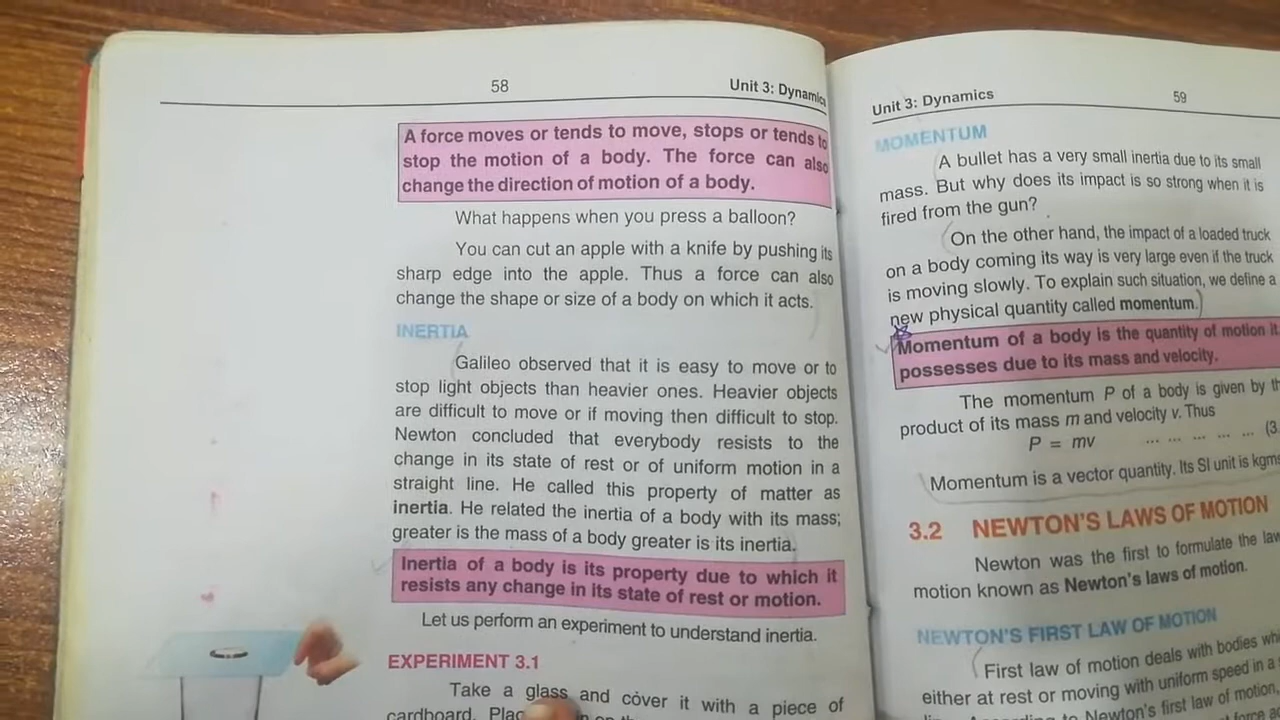 58
Unit 3: Dynamics
A force moves or tends to move, stops or tends to
stop the motion of a body. The force can also
change the direction of motion of a body.
What happens when you press a balloon?
You can cut an apple with a knife by pushing its
sharp edge into the apple. Thus a force can also
change the shape or size of a body on which it acts.
INERTIA
Galileo observed that it is easy to move or to
stop light objects than heavier ones. Heavier objects
are difficult to move or if moving then difficult to stop.
Newton concluded that everybody resists to the
change in its state of rest or of uniform motion in a
straight line. He called this property of matter as
inertia. He related the inertia of a body with its mass;
greater is the mass of a body greater is its inertia.
Inertia of a body is its property due to which it
resists any change in its state of rest or motion.
Let us perform an experiment to understand inertia.
EXPERIMENT 3.1
Take a glass and cover it with a piece of
cardboard.
Unit 3: Dynamics
59
MOMENTUM
A bullet has a very small inertia due to its small
mass. But why does its impact is so strong when it is
fired from the gun?
On the other hand, the impact of a loaded truck
on a body coming its way is very large even if the truck
is moving slowly. To explain such situation, we define a
new physical quantity called momentum.
Momentum of a body is the quantity of motion it
possesses due to its mass and velocity.
The momentum P of a body is given by
product of its mass m and velocity v. Thus
P = mv ... ... ... ... ... (3.
Momentum is a vector quantity. Its SI unit is kgms
3.2 NEWTON'S LAWS OF MOTION
Newton was the first to formulate the
motion known as Newton's laws of motion.
NEWTON'S FIRST LAW OF MOTION
First law of motion deals with bodies
either at rest or moving with uniform speed in a
to Newton's first law of motion,